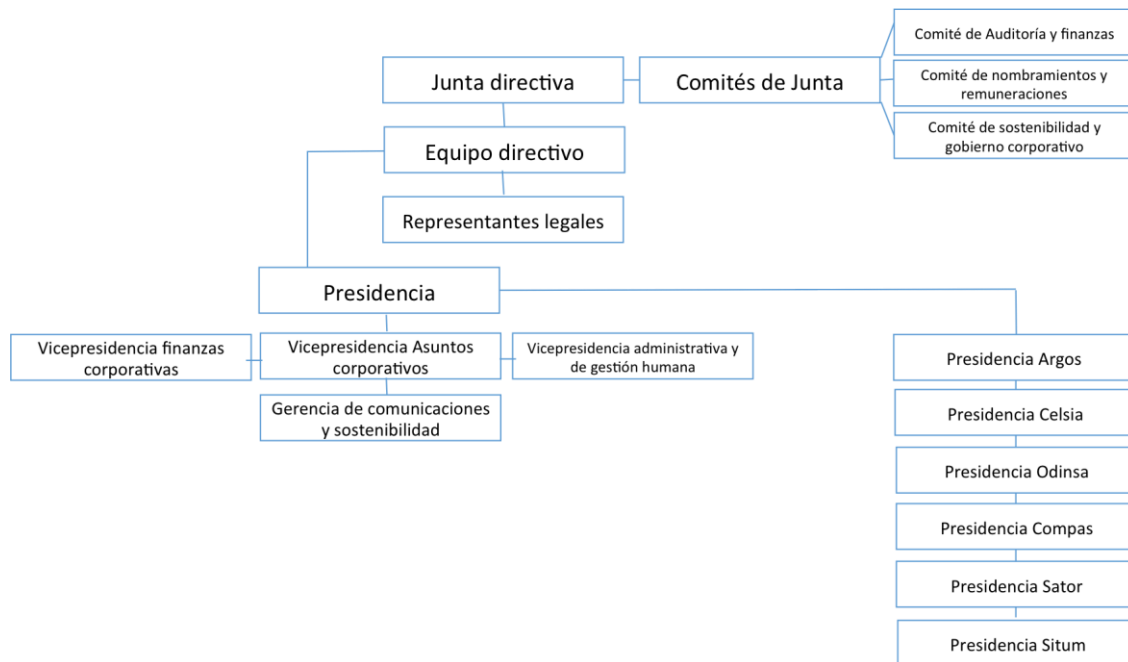 Comité de Auditoría y finanzas
Junta directiva
Comités de Junta
Comité de nombramientos y
remuneraciones
Comité de sostenibilidad y
gobierno corporativo
Equipo directivo
Representantes legales
Presidencia
Vicepresidencia finanzas
corporativas
Vicepresidencia Asuntos
corporativos
Vicepresidencia administrativa y
de gestión humana
Gerencia de comunicaciones
y sostenibilidad
Presidencia Argos
Presidencia Celsia
Presidencia Odinsa
Presidencia Compas
Presidencia Sator
Presidencia Situm